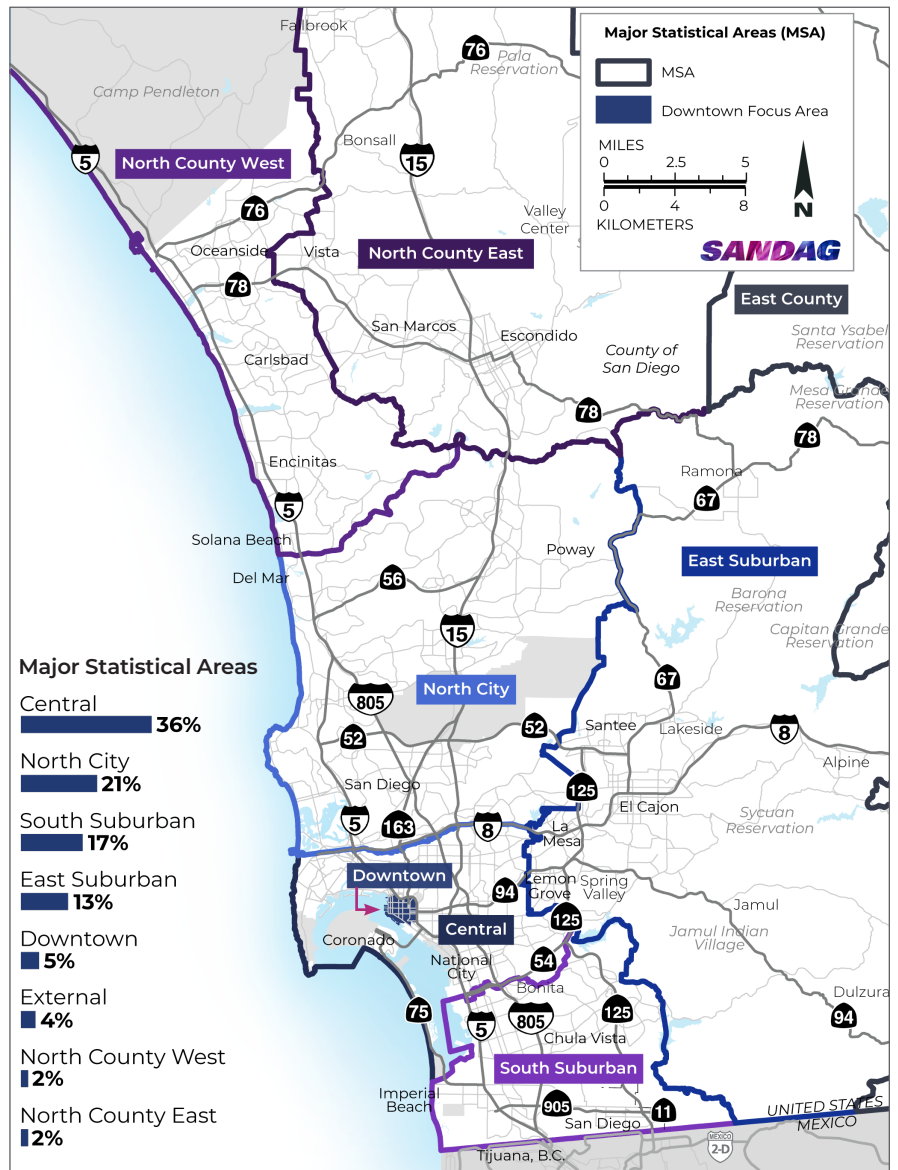 Major Statistical Areas (MSA)
MSA
Downtown Focus Area
MILES
0 2.5 5
0 4 8
KILOMETERS
N
SANDAG
Fallbrook
76
Pala
Reservation
Camp Pendleton
Bonsall
5
North County West
15
76
Valley
Center
Oceanside
Vista
North County East
78
East County
San Marcos
Escondido
Santa Ysabel
Reservation
County of
San Diego
Carlsbad
Mesa Grande
Reservation
78
78
Encinitas
Ramona
67
5
Solana Beach
Poway
East Suburban
Del Mar
56
Barona
Reservation
15
Capitan Grande
Reservation
67
North City
805
52
52
Santee
Lakeside
8
Alpine
San Diego
125
El Cajon
Sycuan
Reservation
5
163
8
La
Mesa
Downtown
Lemon
Grove
Spring
Valley
94
Jamul
125
Central
Jamul Indian
Village
Coronado
National
City
54
Bonita
Dulzura
75
5
805
125
94
Chula Vista
South Suburban
Imperial
Beach
905
11
San Diego
UNITED STATES
MEXICO
MEXICO
2-D
Tijuana, B.C.
Major Statistical Areas
Central
36%
North City
21%
South Suburban
17%
East Suburban
13%
Downtown
5%
External
4%
North County West
2%
North County East
2%